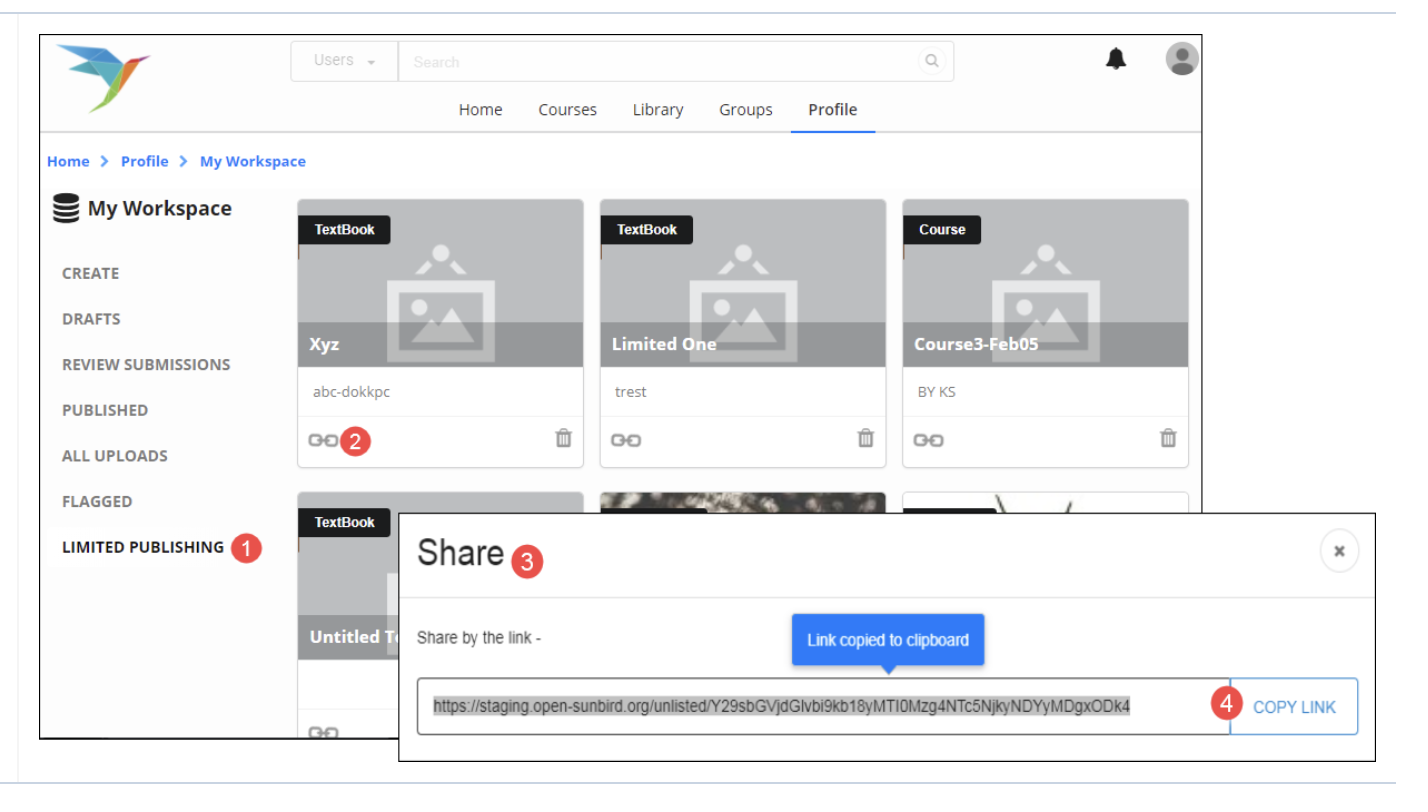 Users
Search
Home Courses Library Groups Profile
Home > Profile > My Workspace
My Workspace
CREATE
DRAFTS
REVIEW SUBMISSIONS
PUBLISHED
ALL UPLOADS
FLAGGED
LIMITED PUBLISHING 1
TextBook
Xyz
abc-dokkpc
2
TextBook
Limited One
trest
Course
Course3-Feb05
BY KS
TextBook
Untitled
Share 3
×
Share by the link -
Link copied to clipboard
https://staging.open-sunbird.org/unlisted/Y29sbGVjdGlvbi9kb18yMTI0Mzg4NTc5NjkyNDYyMDgxODk4
4 COPY LINK